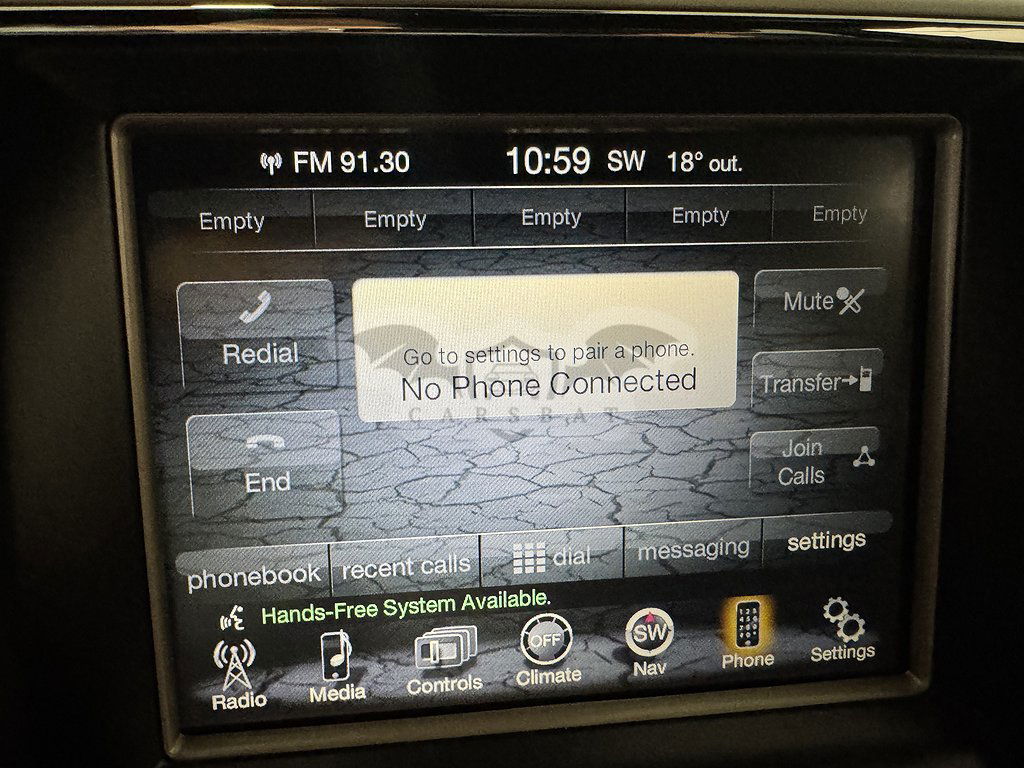 FM 91.30 10:59 SW 18° out.
Empty Empty Empty Empty Empty
Redial
Go to settings to pair a phone.
No Phone Connected
Mute
Transfer
CARSBAY
End
Join
Calls
phonebook recent calls dial messaging settings
Hands-Free System Available.
OFF SW
Radio Media Controls Climate Nav Phone Settings